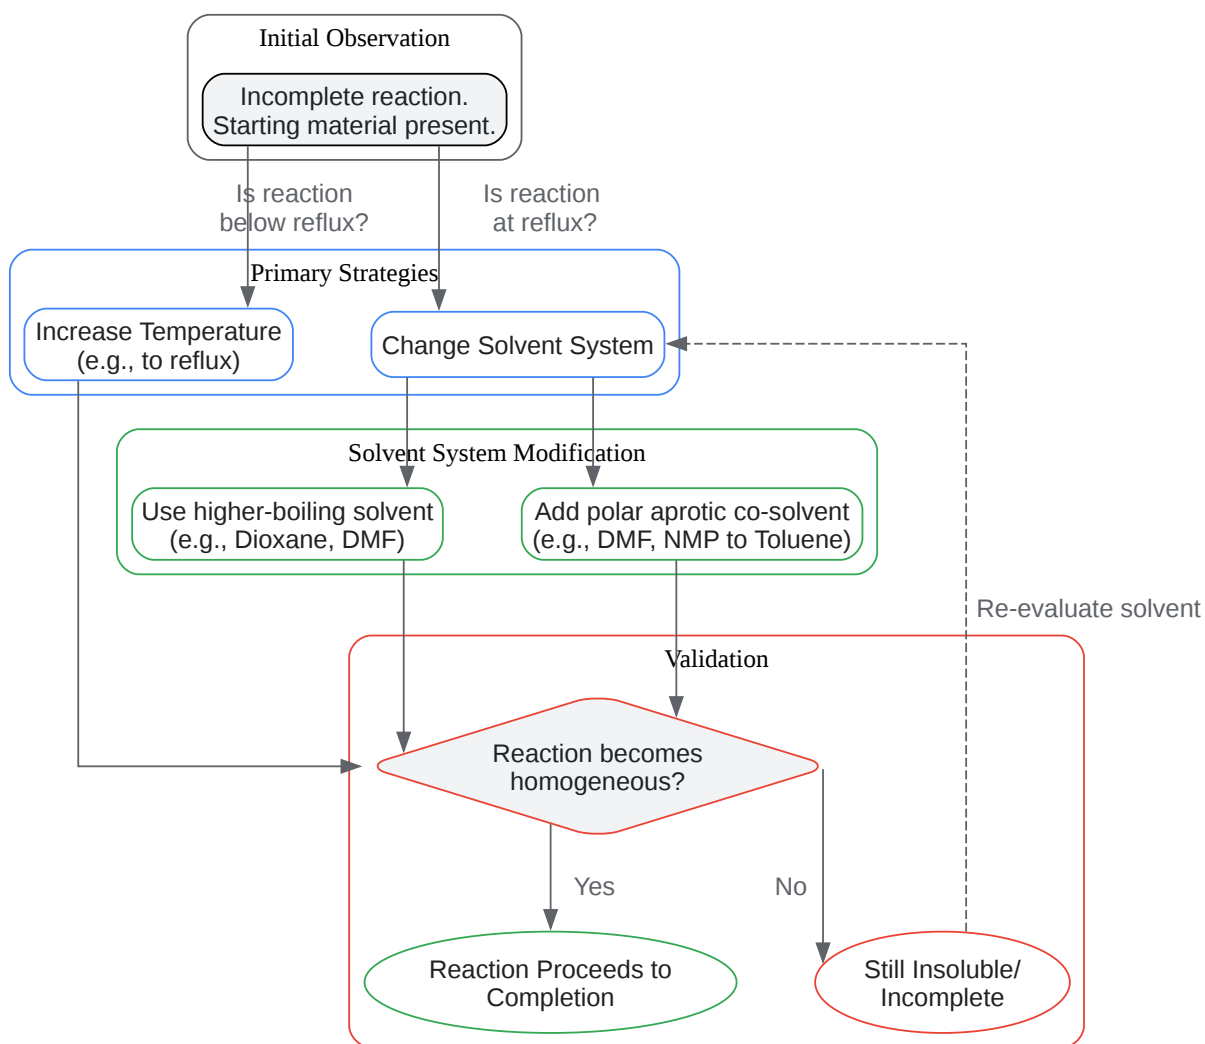 Initial Observation
Incomplete reaction.
Starting material present.
Is reaction
below reflux?
Is reaction
at reflux?
Primary Strategies
Increase Temperature
(e.g., to reflux)
Change Solvent System
Solvent System Modification
Use higher-boiling solvent
(e.g., Dioxane, DMF)
Add polar aprotic co-solvent
(e.g., DMF, NMP to Toluene)
Re-evaluate solvent
Validation
Reaction becomes
homogeneous?
Yes
No
Reaction Proceeds to
Completion
Still Insoluble/
Incomplete